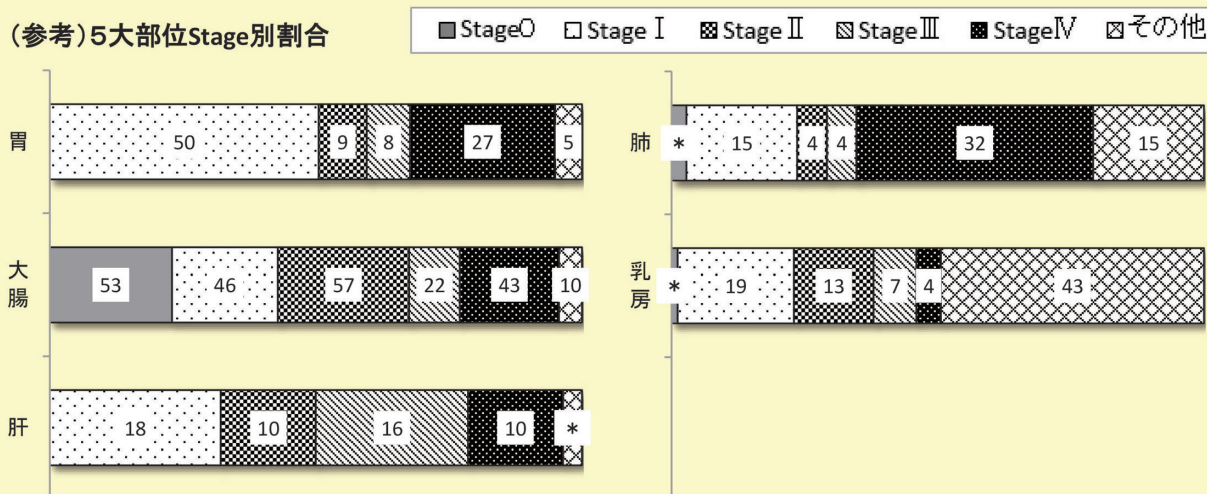 (参考)5大部位Stage別割合
Stage0 StageⅠ StageⅡ StageⅢ StageⅣ その他
胃 50 9 8 27 5
大腸 53 46 57 22 43 10
肝 18 10 16 10 *
肺 * 15 4 4 32 15
乳房 * 19 13 7 4 43